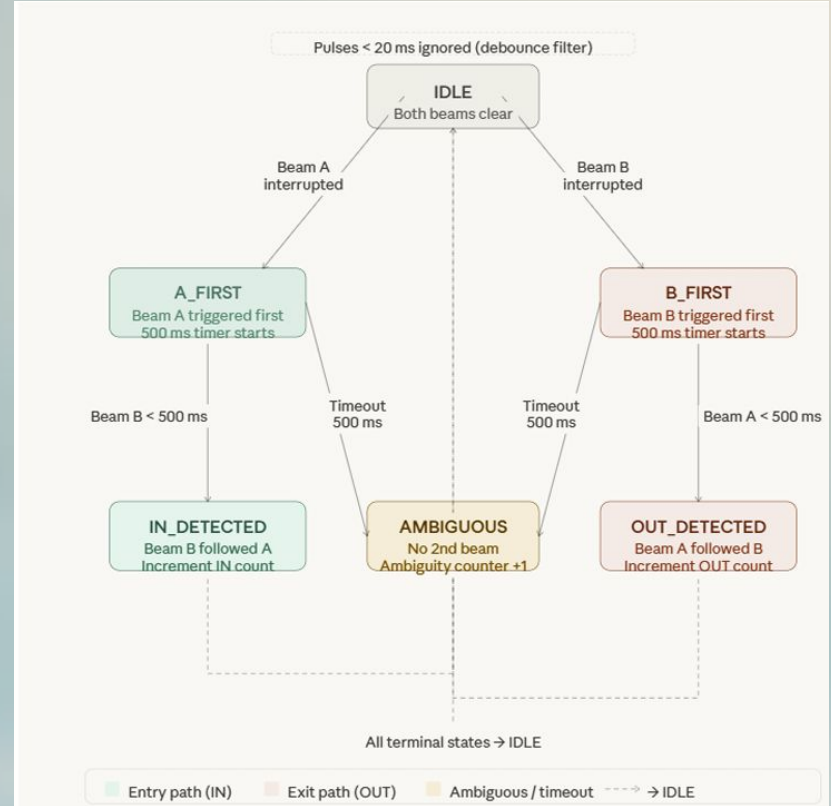 Pulses < 20 ms ignored (debounce filter)
IDLE
Both beams clear
Beam A
interrupted
Beam B
interrupted
A_FIRST
Beam A triggered first
500 ms timer starts
B_FIRST
Beam B triggered first
500 ms timer starts
Beam B < 500 ms
Timeout
500 ms
Timeout
500 ms
Beam A < 500 ms
IN_DETECTED
Beam B followed A
Increment IN count
AMBIGUOUS
No 2nd beam
Ambiguity counter +1
OUT_DETECTED
Beam A followed B
Increment OUT count
All terminal states → IDLE
Entry path (IN) Exit path (OUT) Ambiguous / timeout → IDLE